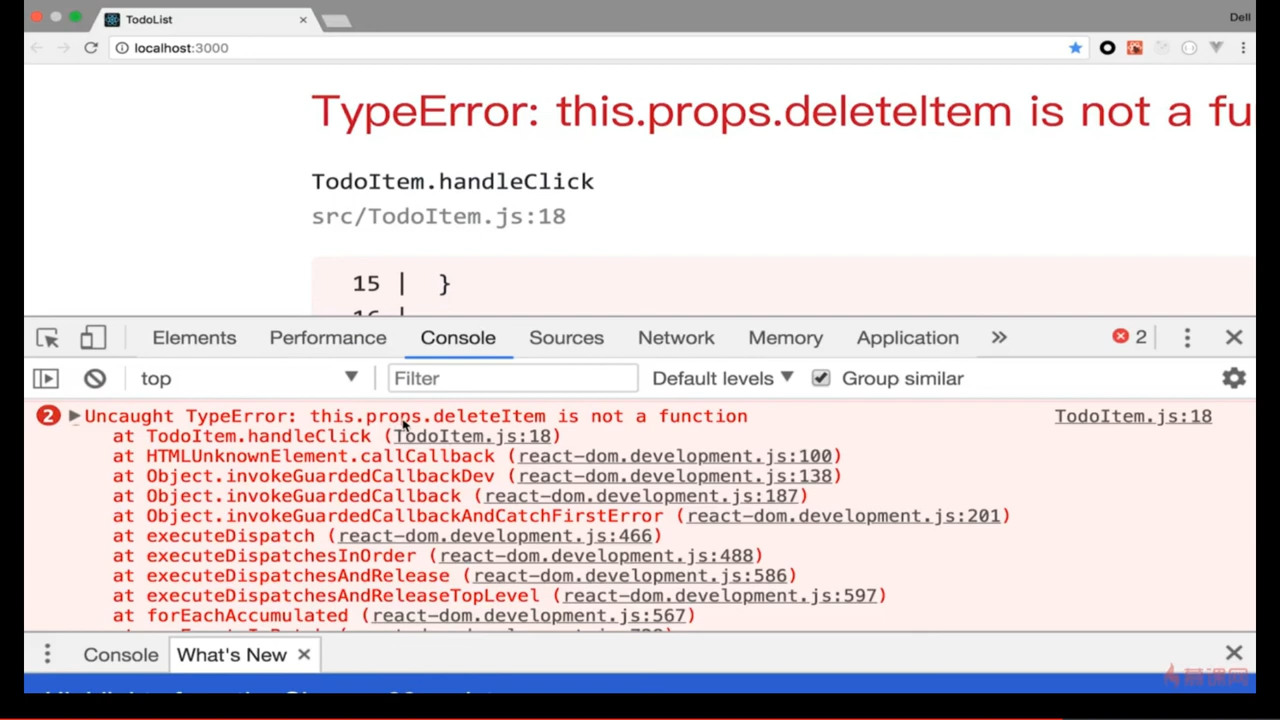 TodoList
Dell
localhost:3000
TypeError: this.props.deleteItem is not a fu
TodoItem.handleClick
src/TodoItem.js:18
15 | }
16 |
Elements Performance Console Sources Network Memory Application 2
top Filter Default levels Group similar
2 Uncaught TypeError: this.props.deleteItem is not a function TodoItem.js:18
at TodoItem.handleClick (TodoItem.js:18)
at HTMLUnknownElement.callCallback (react-dom.development.js:100)
at Object.invokeGuardedCallbackDev (react-dom.development.js:138)
at Object.invokeGuardedCallback (react-dom.development.js:187)
at Object.invokeGuardedCallbackAndCatchFirstError (react-dom.development.js:201)
at executeDispatch (react-dom.development.js:466)
at executeDispatchesInOrder (react-dom.development.js:488)
at executeDispatchesAndRelease (react-dom.development.js:586)
at executeDispatchesAndReleaseTopLevel (react-dom.development.js:597)
at forEachAccumulated (react-dom.development.js:567)
Console What's New
慕课网